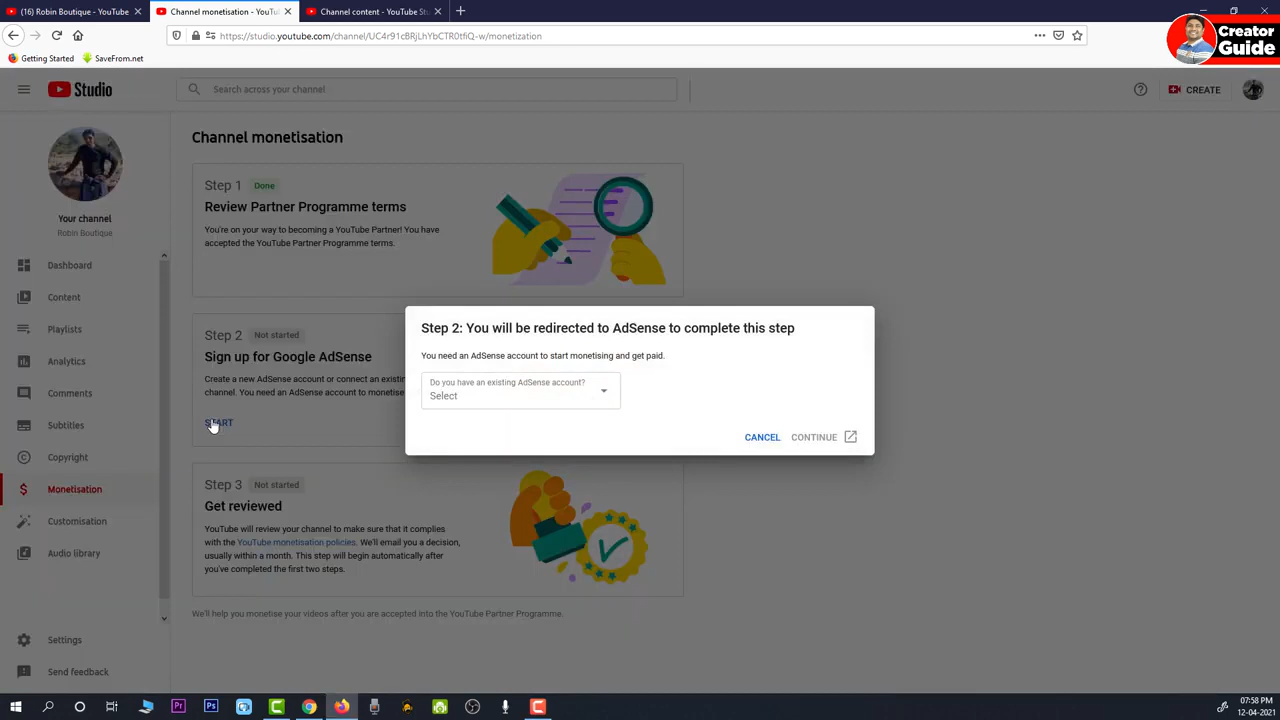 (16) Robin Boutique - YouTube
Channel monetisation - YouTu
Channel content - YouTube St
https://studio.youtube.com/channel/UC4r91cBRjLhYbCTR0tfiQ-w/monetization
Creator
Guide
Getting Started
SaveFrom.net
Studio
Search across your channel
CREATE
Your channel
Robin Boutique
Dashboard
Content
Playlists
Analytics
Comments
Subtitles
Copyright
Monetisation
Customisation
Audio library
Settings
Send feedback
Channel monetisation
Step 1 Done
Review Partner Programme terms
You're on your way to becoming a YouTube Partner! You have
accepted the YouTube Partner Programme terms.
Step 2 Not started
Sign up for Google AdSense
Create a new AdSense account or connect an existing
channel. You need an AdSense account to monetise
START
Step 2: You will be redirected to AdSense to complete this step
You need an AdSense account to start monetising and get paid.
Do you have an existing AdSense account?
Select
CANCEL
CONTINUE
Step 3 Not started
Get reviewed
YouTube will review your channel to make sure that it complies
with the YouTube monetisation policies. We'll email you a decision,
usually within a month. This step will begin automatically after
you've completed the first two steps.
We'll help you monetise your videos after you are accepted into the YouTube Partner Programme.
Pr
Ps
07:58 PM
12-04-2021